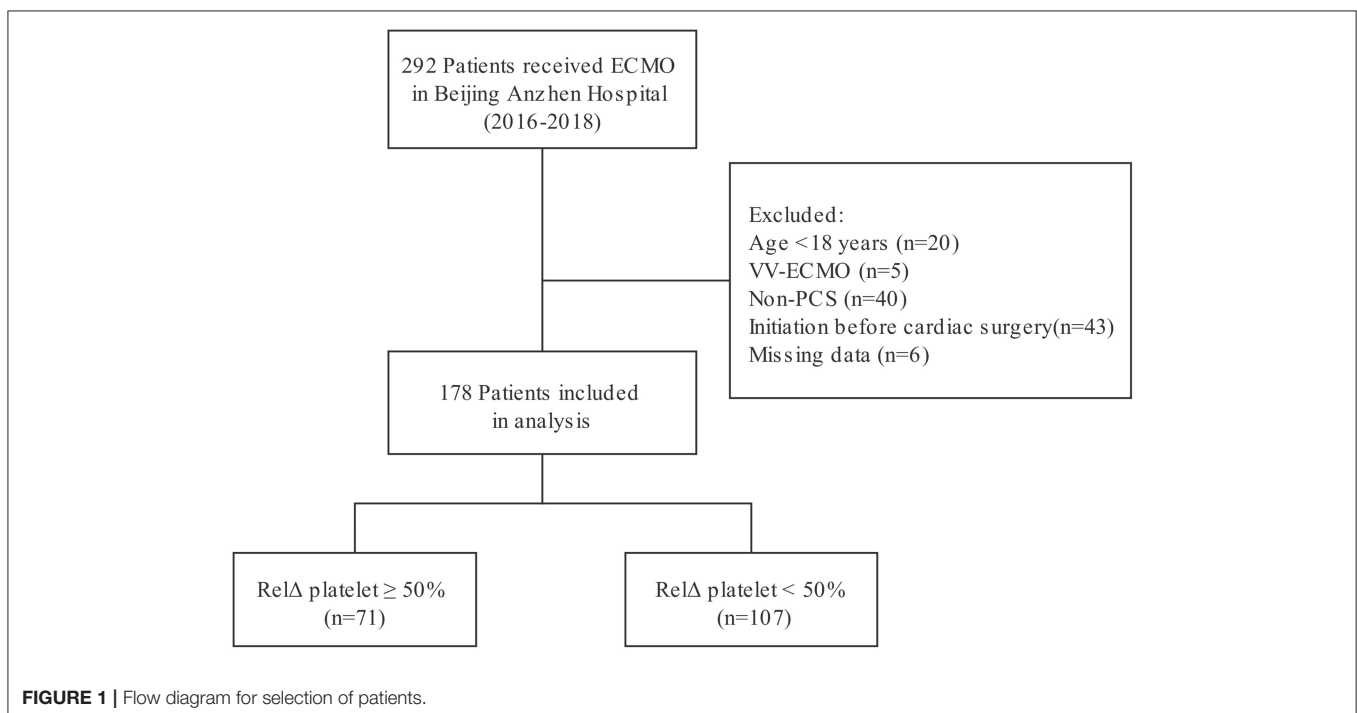 292 Patients received ECMO
in Beijing Anzhen Hospital
(2016-2018)
Excluded:
Age <18 years (n=20)
VV-ECMO (n=5)
Non-PCS (n=40)
Initiation before cardiac surgery(n=43)
Missing data (n=6)
178 Patients included
in analysis
RelΔ platelet ≥ 50%
(n=71)
RelΔ platelet < 50%
(n=107)
FIGURE 1 | Flow diagram for selection of patients.